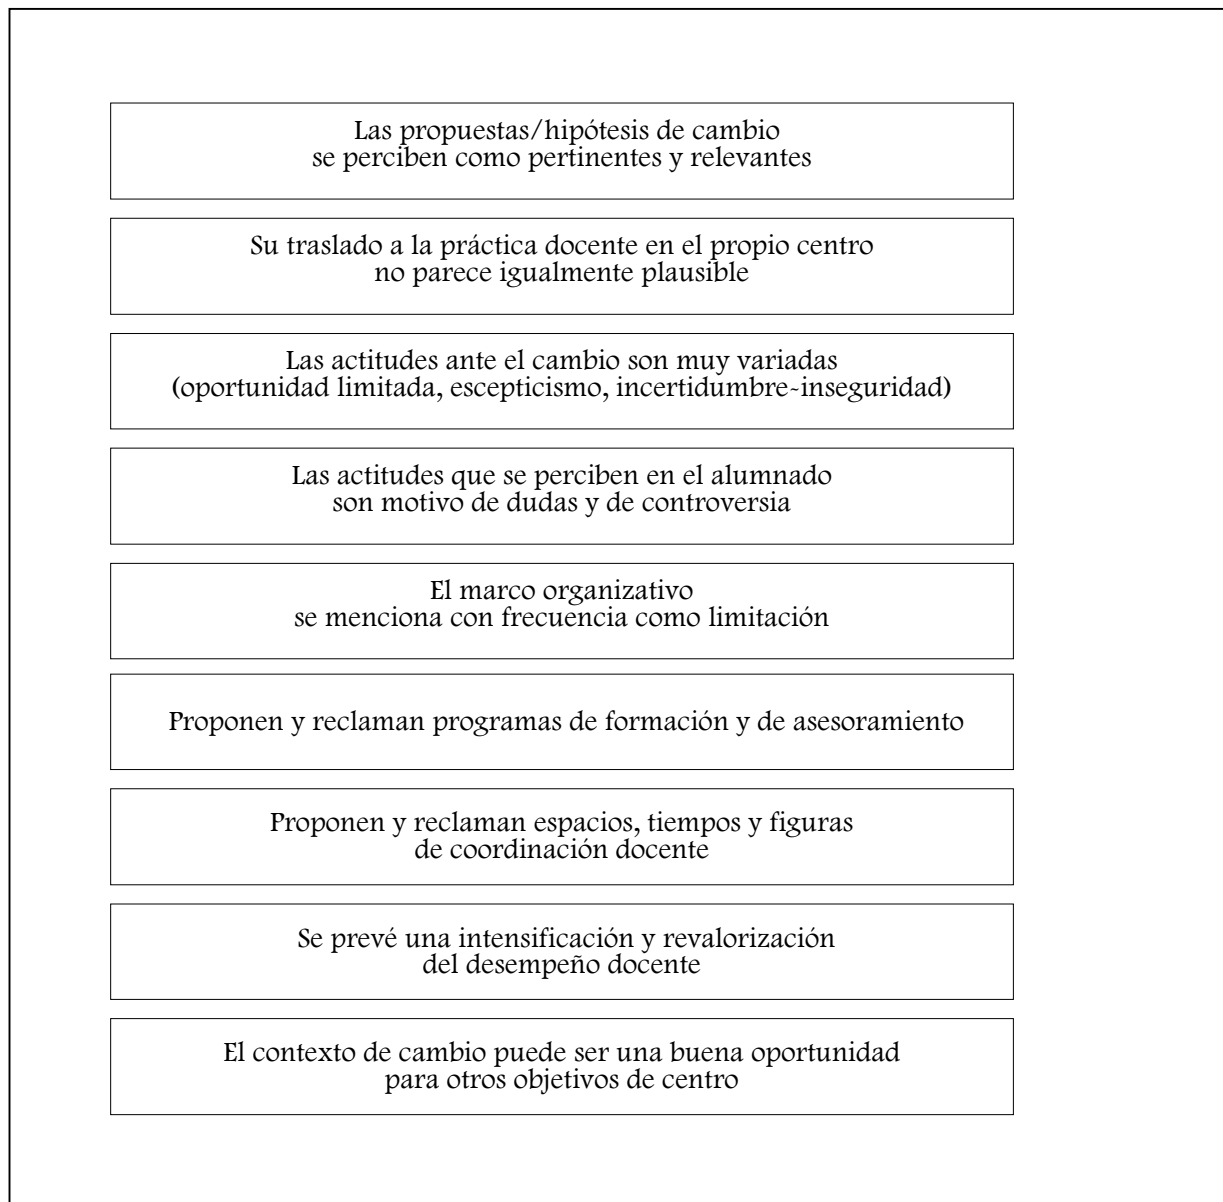 Las propuestas/hipótesis de cambio
se perciben como pertinentes y relevantes
Su traslado a la práctica docente en el propio centro
no parece igualmente plausible
Las actitudes ante el cambio son muy variadas
(oportunidad limitada, escepticismo, incertidumbre-inseguridad)
Las actitudes que se perciben en el alumnado
son motivo de dudas y de controversia
El marco organizativo
se menciona con frecuencia como limitación
Proponen y reclaman programas de formación y de asesoramiento
Proponen y reclaman espacios, tiempos y figuras
de coordinación docente
Se prevé una intensificación y revalorización
del desempeño docente
El contexto de cambio puede ser una buena oportunidad
para otros objetivos de centro